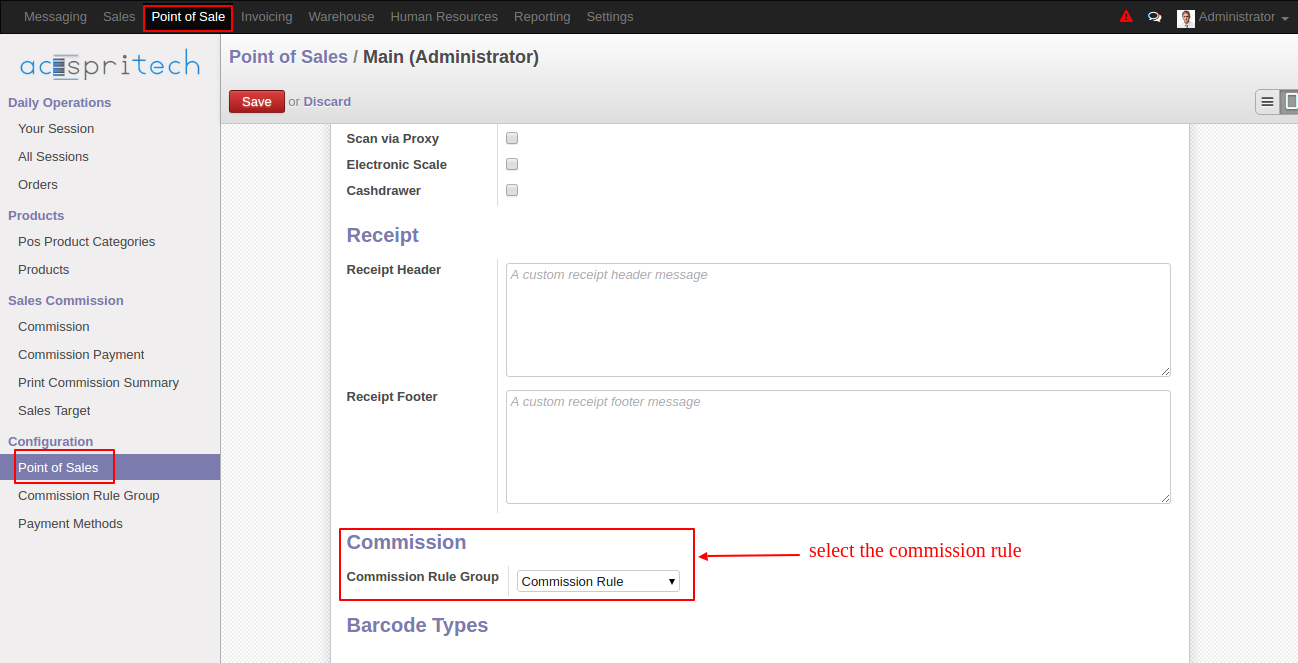 Messaging Sales Point of Sale Invoicing Warehouse Human Resources Reporting Settings Administrator
acespritech
Daily Operations
Your Session
All Sessions
Orders
Products
Pos Product Categories
Products
Sales Commission
Commission
Commission Payment
Print Commission Summary
Sales Target
Configuration
Point of Sales
Commission Rule Group
Payment Methods
Point of Sales / Main (Administrator)
Save or Discard
Scan via Proxy
Electronic Scale
Cashdrawer
Receipt
Receipt Header
A custom receipt header message
Receipt Footer
A custom receipt footer message
Commission
select the commission rule
Commission Rule Group Commission Rule
Barcode Types